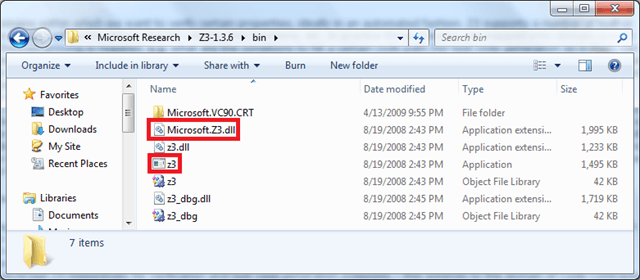 « Microsoft Research ▸ Z3-1.3.6 ▸ bin ▸
Search bin
Organize Include in library Share with Burn New folder
Name Date modified Type Size
Favorites
Desktop
Downloads
My Site
Recent Places
Libraries
Documents
Microsoft.VC90.CRT 4/13/2009 9:55 PM File folder
Microsoft.Z3.dll 8/19/2008 2:43 PM Application exten... 1,995 KB
z3.dll 8/19/2008 2:43 PM Application exten... 1,233 KB
z3 8/19/2008 2:43 PM Application 1,495 KB
z3 8/19/2008 2:43 PM Object File Library 42 KB
z3_dbg.dll 8/19/2008 2:45 PM Application exten... 1,719 KB
z3_dbg 8/19/2008 2:45 PM Object File Library 42 KB
7 items